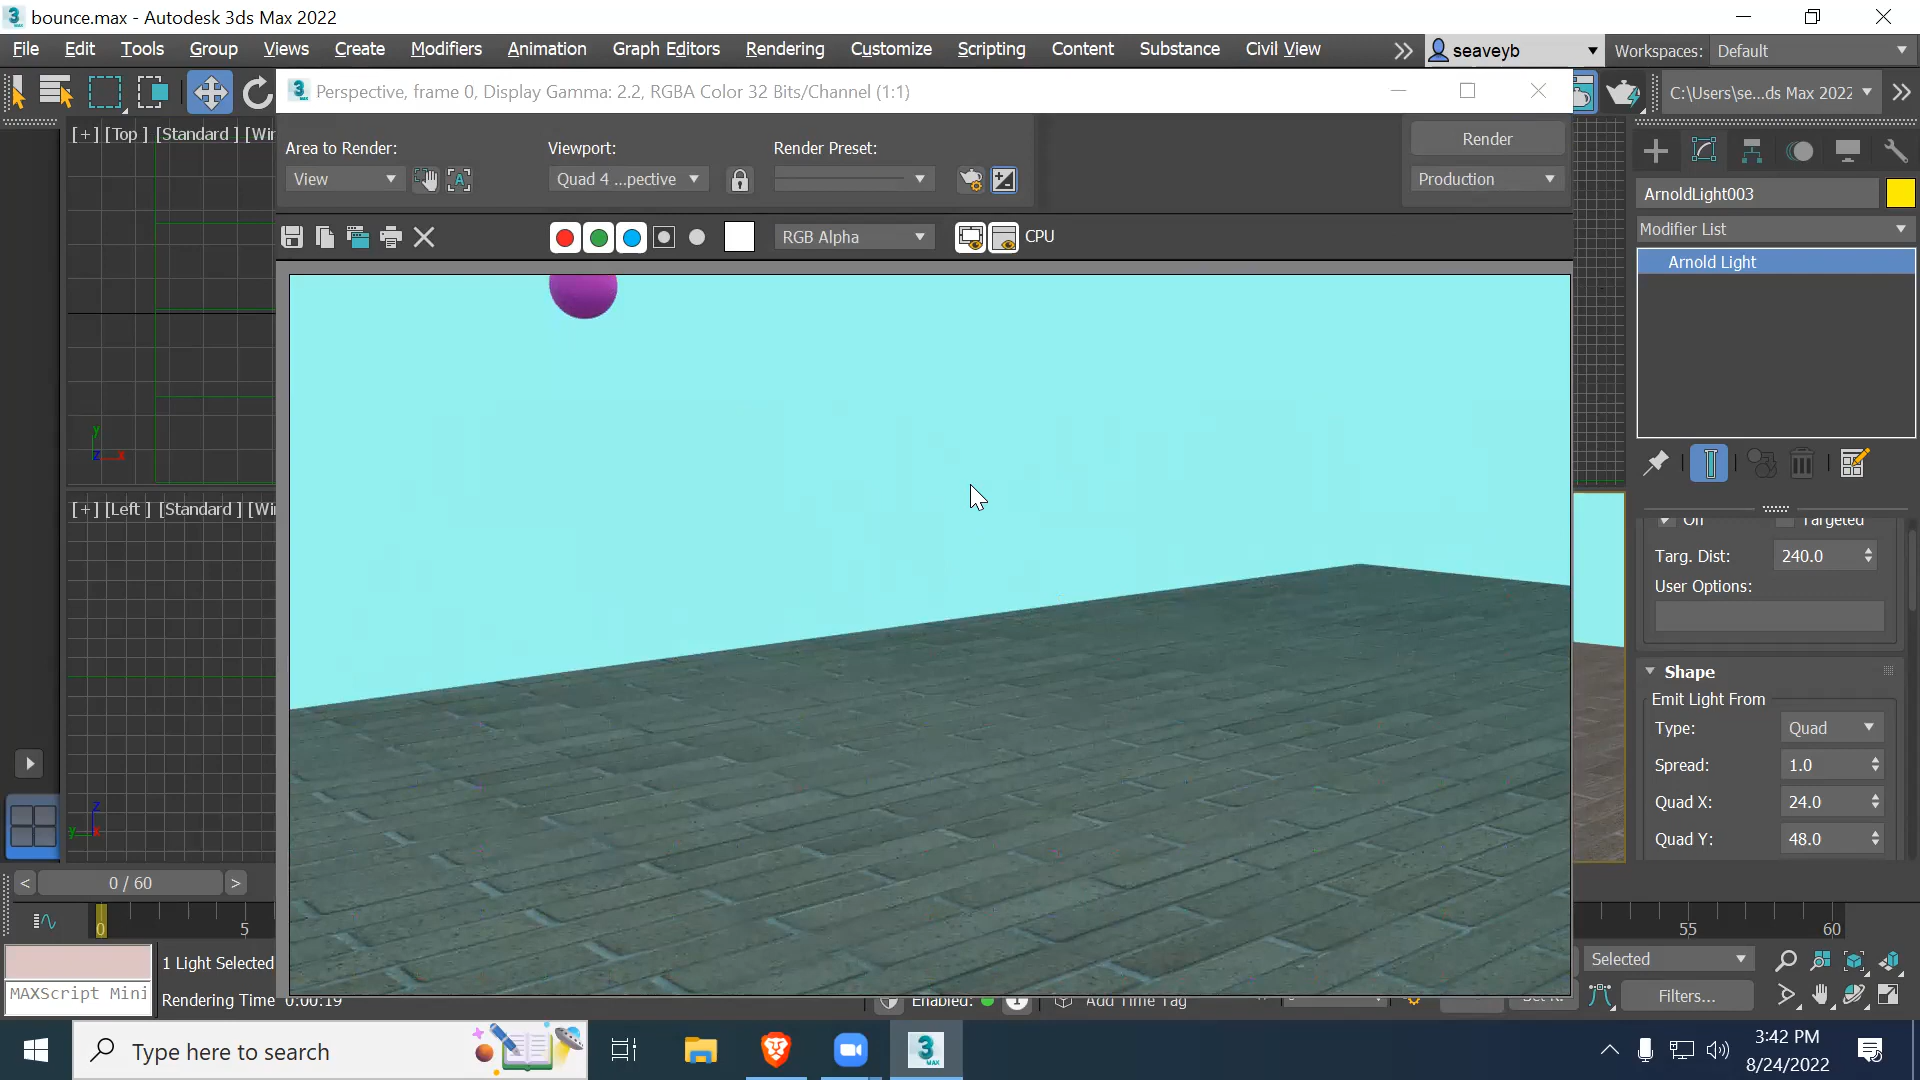 bounce.max - Autodesk 3ds Max 2022
File Edit Tools Group Views Create Modifiers Animation Graph Editors Rendering Customize Scripting Content Substance Civil View
seaveyb
Workspaces: Default
Perspective, frame 0, Display Gamma: 2.2, RGBA Color 32 Bits/Channel (1:1)
C:\Users\se...ds Max 2022
[+] [Top ] [Standard ] [Wir
Area to Render:
Viewport:
Render Preset:
Render
View
Quad 4 ...pective
Production
ArnoldLight003
Modifier List
RGB Alpha
CPU
Arnold Light
[+] [Left ] [Standard ] [Wir
On
Targeted
Targ. Dist: 240.0
User Options:
Shape
Emit Light From
Type: Quad
Spread: 1.0
Quad X: 24.0
Quad Y: 48.0
< 0 / 60 >
0 5 55 60
1 Light Selected
Selected
MAXScript Mini
Rendering Time 0:00:19
Enabled:
Add Time Tag
Filters...
Type here to search
3:42 PM
8/24/2022